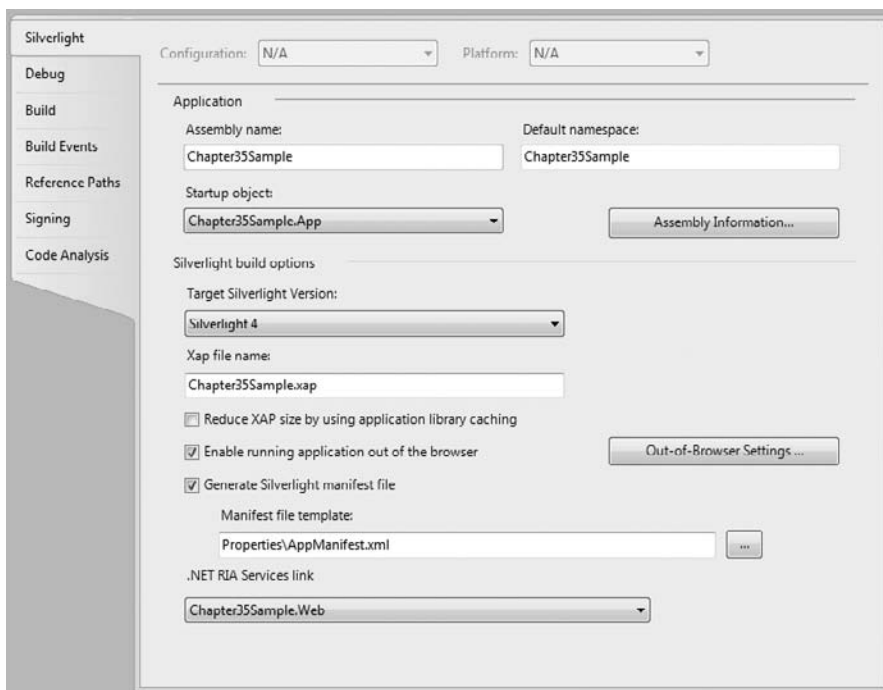 Silverlight
Debug
Build
Build Events
Reference Paths
Signing
Code Analysis
Configuration: N/A Platform: N/A
Application
Assembly name: Default namespace:
Chapter35Sample Chapter35Sample
Startup object:
Chapter35Sample.App Assembly Information...
Silverlight build options
Target Silverlight Version:
Silverlight 4
Xap file name:
Chapter35Sample.xap
Reduce XAP size by using application library caching
Enable running application out of the browser Out-of-Browser Settings ...
Generate Silverlight manifest file
Manifest file template:
Properties\AppManifest.xml ...
.NET RIA Services link
Chapter35Sample.Web